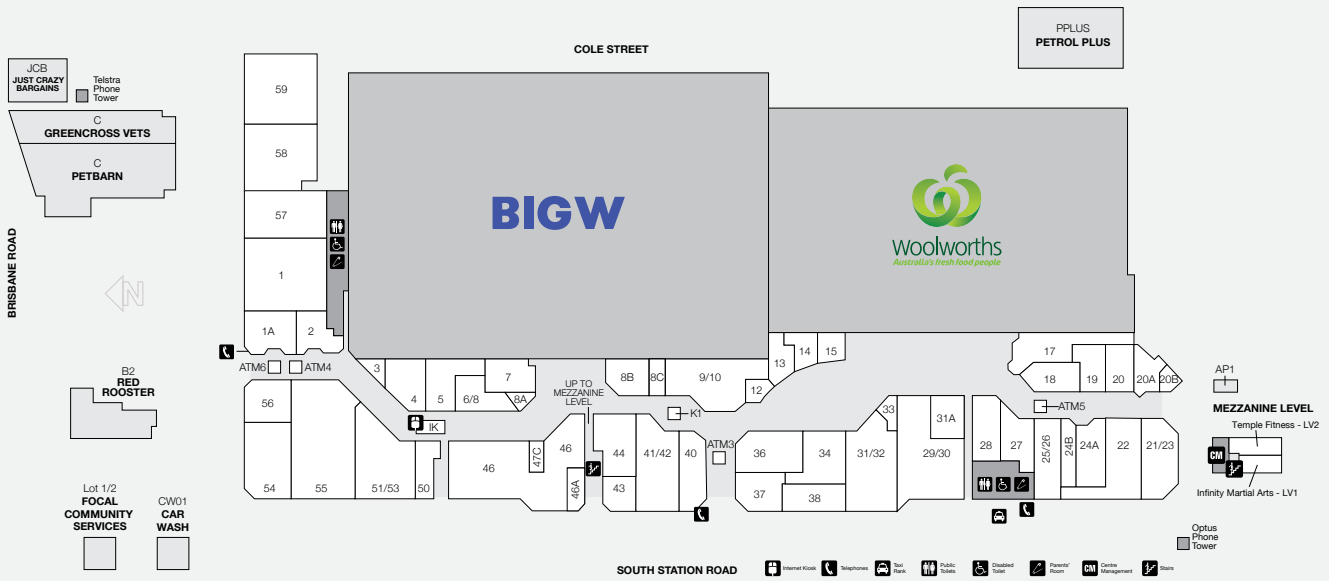 COLE STREET
PPLUS
PETROL PLUS
JCB
JUST CRAZY
BARGAINS
Telstra
Phone
Tower
C
GREENCROSS VETS
C
PETBARN
BRISBANE ROAD
N
59
58
57
1
1A
2
BIGW
Woolworths
Australia's fresh food people
ATM6
ATM4
3
4
5
6/8
7
8A
UP TO
MEZZANINE
LEVEL
8B
8C
9/10
12
13
14
15
17
18
19
20
20A
20B
AP1
B2
RED
ROOSTER
IK
K1
ATM3
ATM5
MEZZANINE LEVEL
Temple Fitness - LV2
CM
Infinity Martial Arts - LV1
56
54
55
51/53
50
46
47C
46
46A
44
43
41/42
40
36
37
34
38
31/32
33
31A
29/30
28
27
25/26
24B
24A
22
21/23
Lot 1/2
FOCAL
COMMUNITY
SERVICES
CW01
CAR
WASH
Optus
Phone
Tower
SOUTH STATION ROAD
Internet Kiosk
Telephones
Taxi
Rank
Public
Toilets
Disabled
Toilet
Parents'
Room
CM
Centre
Management
Stairs